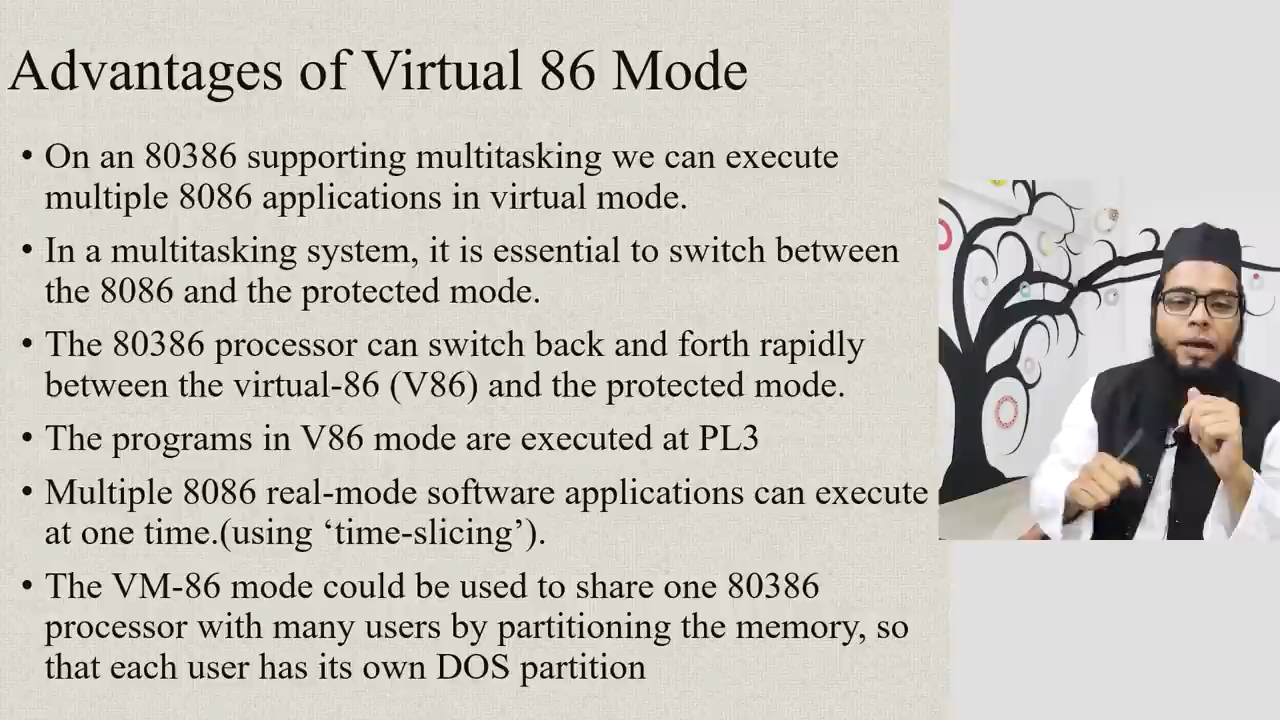 Advantages of Virtual 86 Mode
• On an 80386 supporting multitasking we can execute
multiple 8086 applications in virtual mode.
• In a multitasking system, it is essential to switch between
the 8086 and the protected mode.
• The 80386 processor can switch back and forth rapidly
between the virtual-86 (V86) and the protected mode.
• The programs in V86 mode are executed at PL3
• Multiple 8086 real-mode software applications can execute
at one time.(using ‘time-slicing’).
• The VM-86 mode could be used to share one 80386
processor with many users by partitioning the memory, so
that each user has its own DOS partition